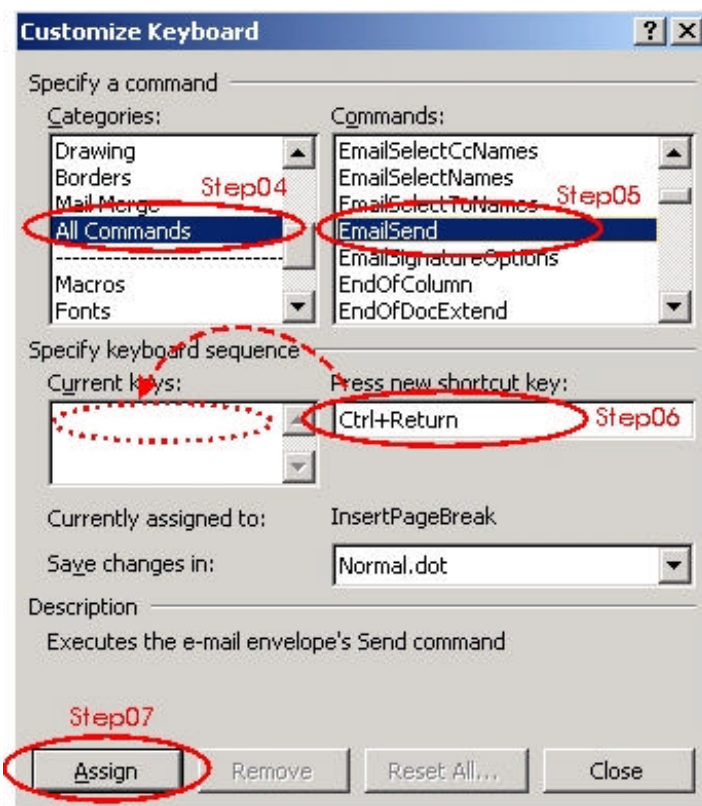 Customize Keyboard
Specify a command
Categories:
Drawing
Borders
Mail Merge
All Commands
Macros
Fonts
Step04
Commands:
EmailSelectCcNames
EmailSelectNames
EmailSelectToNames
EmailSend
EmailSignatureOptions
EndOfColumn
EndOfDocExtend
Step05
Specify keyboard sequence
Current keys:
Press new shortcut key:
Ctrl+Return
Step06
Currently assigned to: InsertPageBreak
Save changes in: Normal.dot
Description
Executes the e-mail envelope's Send command
Step07
Assign Remove Reset All... Close